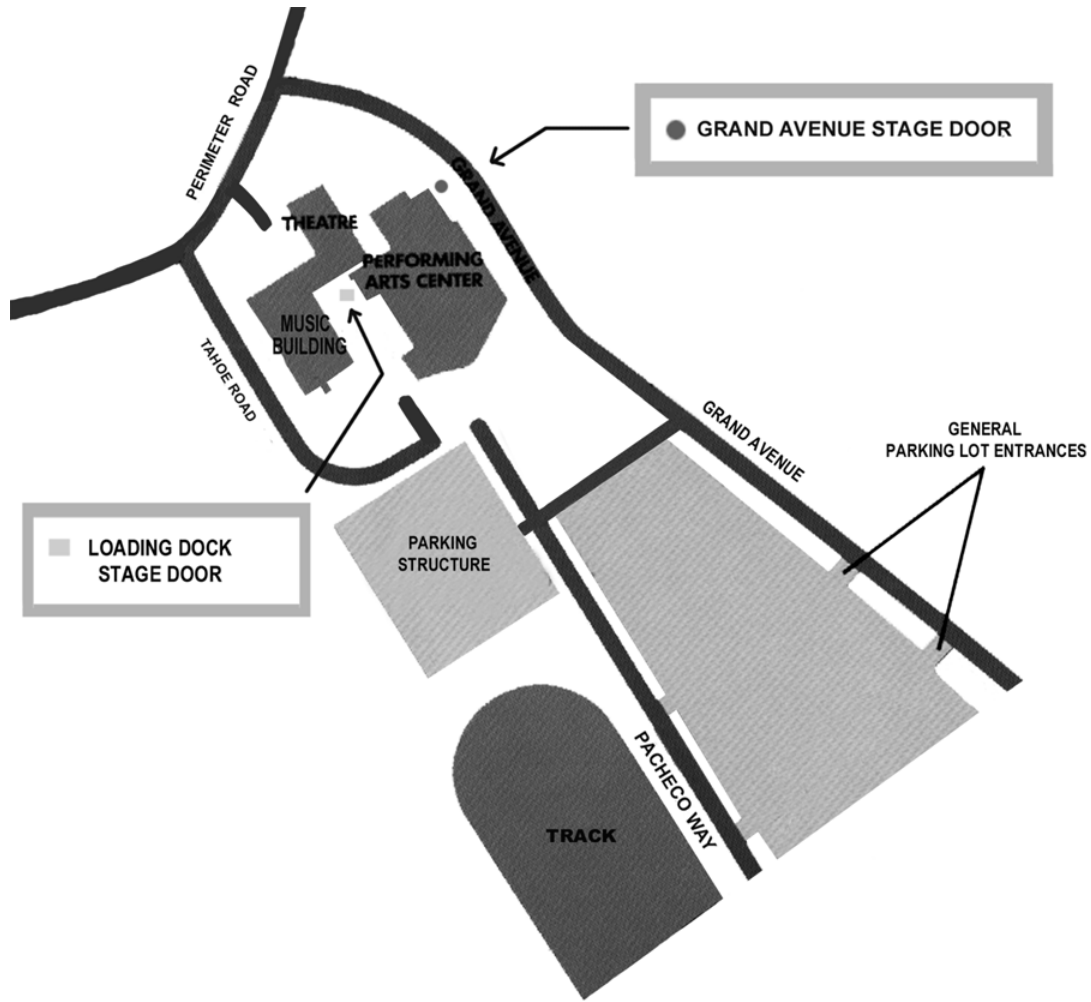 PERIMETER ROAD
GRAND AVENUE STAGE DOOR
GRAND AVENUE
THEATRE
PERFORMING
ARTS CENTER
MUSIC
BUILDING
TAHOE ROAD
GRAND AVENUE
GENERAL
PARKING LOT ENTRANCES
LOADING DOCK
STAGE DOOR
PARKING
STRUCTURE
PACHECO WAY
TRACK